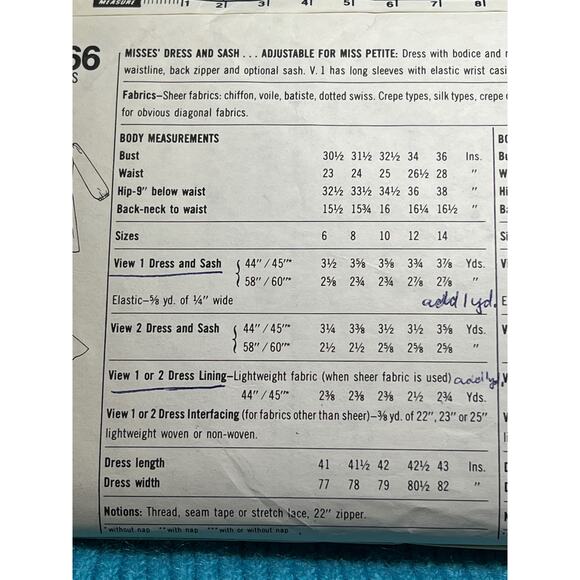 MEASURE 1 2 3 4 5 6 7 8
66
S
MISSES' DRESS AND SASH ... ADJUSTABLE FOR MISS PETITE: Dress with bodice and
waistline, back zipper and optional sash. V. 1 has long sleeves with elastic wrist casi
Fabrics—Sheer fabrics: chiffon, voile, batiste, dotted swiss. Crepe types, silk types, crepe
for obvious diagonal fabrics.
BODY MEASUREMENTS
Bust 30½ 31½ 32½ 34 36 Ins.
Waist 23 24 25 26½ 28 "
Hip-9" below waist 32½ 33½ 34½ 36 38 "
Back-neck to waist 15½ 15¾ 16 16¼ 16½ "
Sizes 6 8 10 12 14
View 1 Dress and Sash { 44"/45"* 3½ 3⅝ 3⅝ 3¾ 3⅞ Yds.
58"/60"* 2⅝ 2¾ 2¾ 2⅞ 2⅞ "
Elastic—⅝ yd. of ¼" wide add 1 yd.
View 2 Dress and Sash { 44"/45"* 3¼ 3⅜ 3½ 3½ 3⅝ Yds.
58"/60"* 2½ 2½ 2⅝ 2⅝ 2⅝ "
View 1 or 2 Dress Lining—Lightweight fabric (when sheer fabric is used) add 1 yd.
44"/45"* 2⅜ 2⅜ 2⅜ 2½ 2¾ Yds.
View 1 or 2 Dress Interfacing (for fabrics other than sheer)—⅜ yd. of 22", 23" or 25"
lightweight woven or non-woven.
Dress length 41 41½ 42 42½ 43 Ins.
Dress width 77 78 79 80½ 82 "
Notions: Thread, seam tape or stretch lace, 22" zipper.
*without nap **with nap ***with or without nap